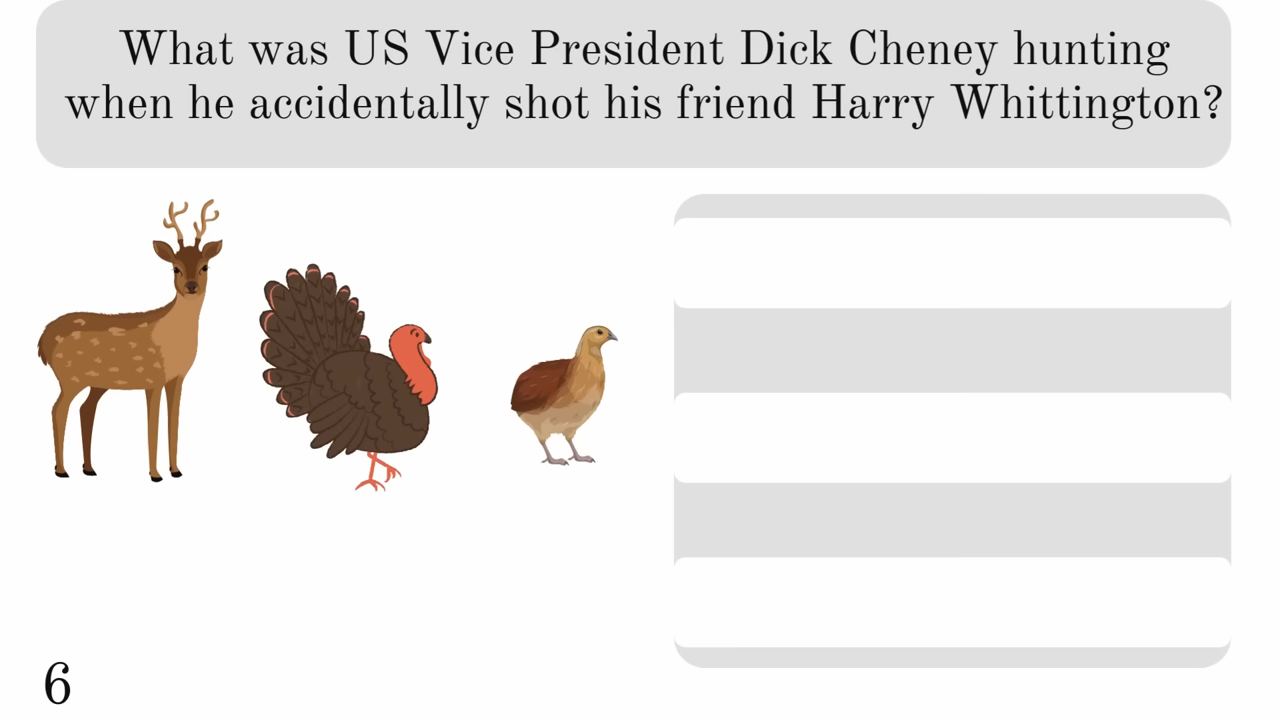 What was US Vice President Dick Cheney hunting
when he accidentally shot his friend Harry Whittington?
6